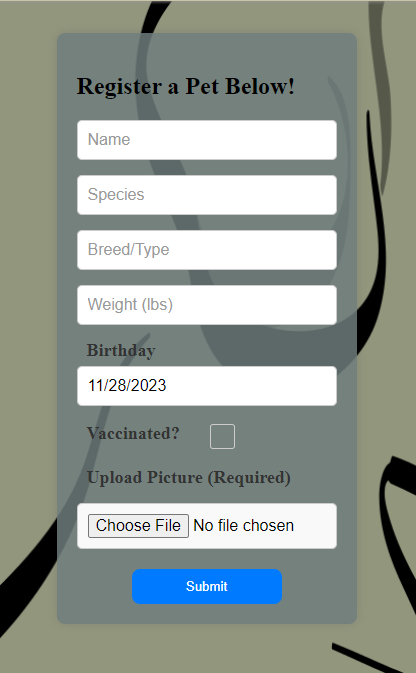 Register a Pet Below!
Name
Species
Breed/Type
Weight (lbs)
Birthday
11/28/2023
Vaccinated?
Upload Picture (Required)
Choose File No file chosen
Submit